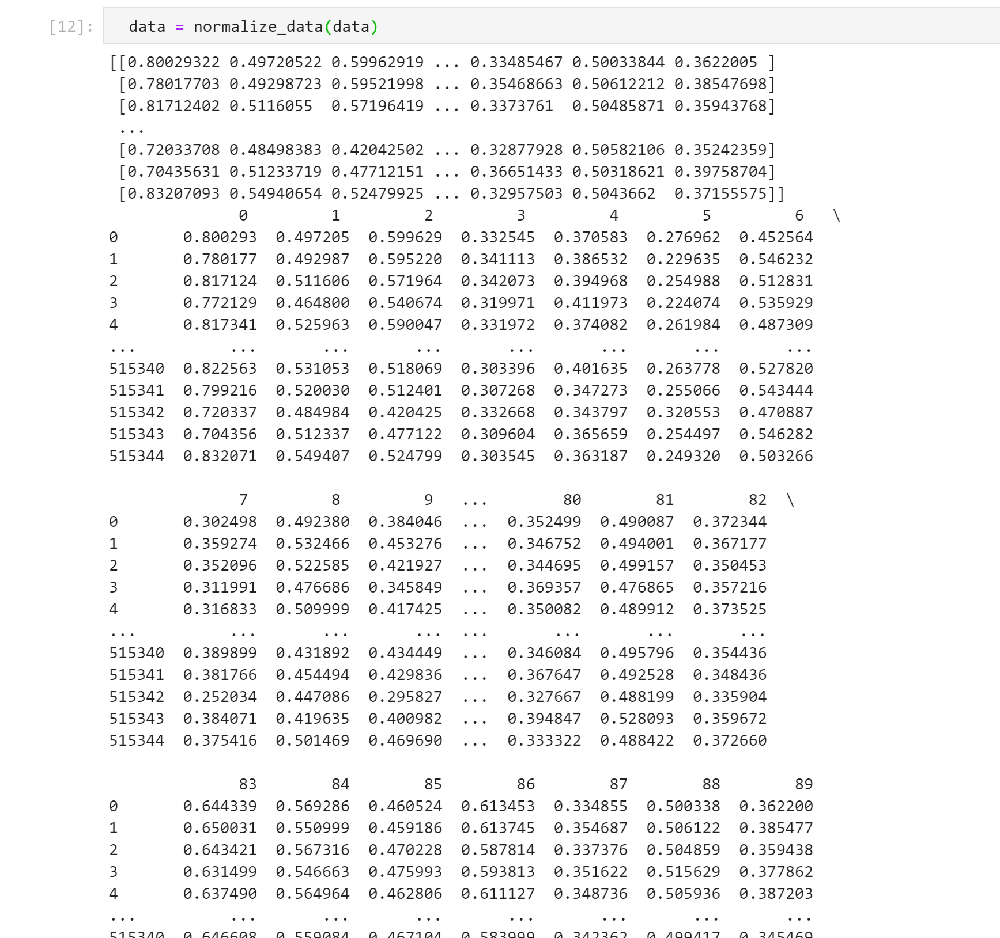 [12]: data = normalize_data(data)
[[0.80029322 0.49720522 0.59962919 ... 0.33485467 0.50033844 0.3622005 ]
[0.78017703 0.49298723 0.59521998 ... 0.35468663 0.50612212 0.38547698]
[0.81712402 0.5116055  0.57196419 ... 0.3373761  0.50485871 0.35943768]
...
[0.72033708 0.48498383 0.42042502 ... 0.32877928 0.50582106 0.35242359]
[0.70435631 0.51233719 0.47712151 ... 0.36651433 0.50318621 0.39758704]
[0.83207093 0.54940654 0.52479925 ... 0.32957503 0.5043662  0.37155575]]
0 1 2 3 4 5 6 \
0 0.800293 0.497205 0.599629 0.332545 0.370583 0.276962 0.452564
1 0.780177 0.492987 0.595220 0.341113 0.386532 0.229635 0.546232
2 0.817124 0.511606 0.571964 0.342073 0.394968 0.254988 0.512831
3 0.772129 0.464800 0.540674 0.319971 0.411973 0.224074 0.535929
4 0.817341 0.525963 0.590047 0.331972 0.374082 0.261984 0.487309
... ... ... ... ... ... ... ...
515340 0.822563 0.531053 0.518069 0.303396 0.401635 0.263778 0.527820
515341 0.799216 0.520030 0.512401 0.307268 0.347273 0.255066 0.543444
515342 0.720337 0.484984 0.420425 0.332668 0.343797 0.320553 0.470887
515343 0.704356 0.512337 0.477122 0.309604 0.365659 0.254497 0.546282
515344 0.832071 0.549407 0.524799 0.303545 0.363187 0.249320 0.503266
7 8 9 ... 80 81 82 \
0 0.302498 0.492380 0.384046 ... 0.352499 0.490087 0.372344
1 0.359274 0.532466 0.453276 ... 0.346752 0.494001 0.367177
2 0.352096 0.522585 0.421927 ... 0.344695 0.499157 0.350453
3 0.311991 0.476686 0.345849 ... 0.369357 0.476865 0.357216
4 0.316833 0.509999 0.417425 ... 0.350082 0.489912 0.373525
... ... ... ... ... ... ... ...
515340 0.389899 0.431892 0.434449 ... 0.346084 0.495796 0.354436
515341 0.381766 0.454494 0.429836 ... 0.367647 0.492528 0.348436
515342 0.252034 0.447086 0.295827 ... 0.327667 0.488199 0.335904
515343 0.384071 0.419635 0.400982 ... 0.394847 0.528093 0.359672
515344 0.375416 0.501469 0.469690 ... 0.333322 0.488422 0.372660
83 84 85 86 87 88 89
0 0.644339 0.569286 0.460524 0.613453 0.334855 0.500338 0.362200
1 0.650031 0.550999 0.459186 0.613745 0.354687 0.506122 0.385477
2 0.643421 0.567316 0.470228 0.587814 0.337376 0.504859 0.359438
3 0.631499 0.546663 0.475993 0.593813 0.351622 0.515629 0.377862
4 0.637490 0.564964 0.462806 0.611127 0.348736 0.505936 0.387203
... ... ... ... ... ... ... ...
515340 0.646608 0.559084 0.467104 0.583999 0.342362 0.499417 0.345469